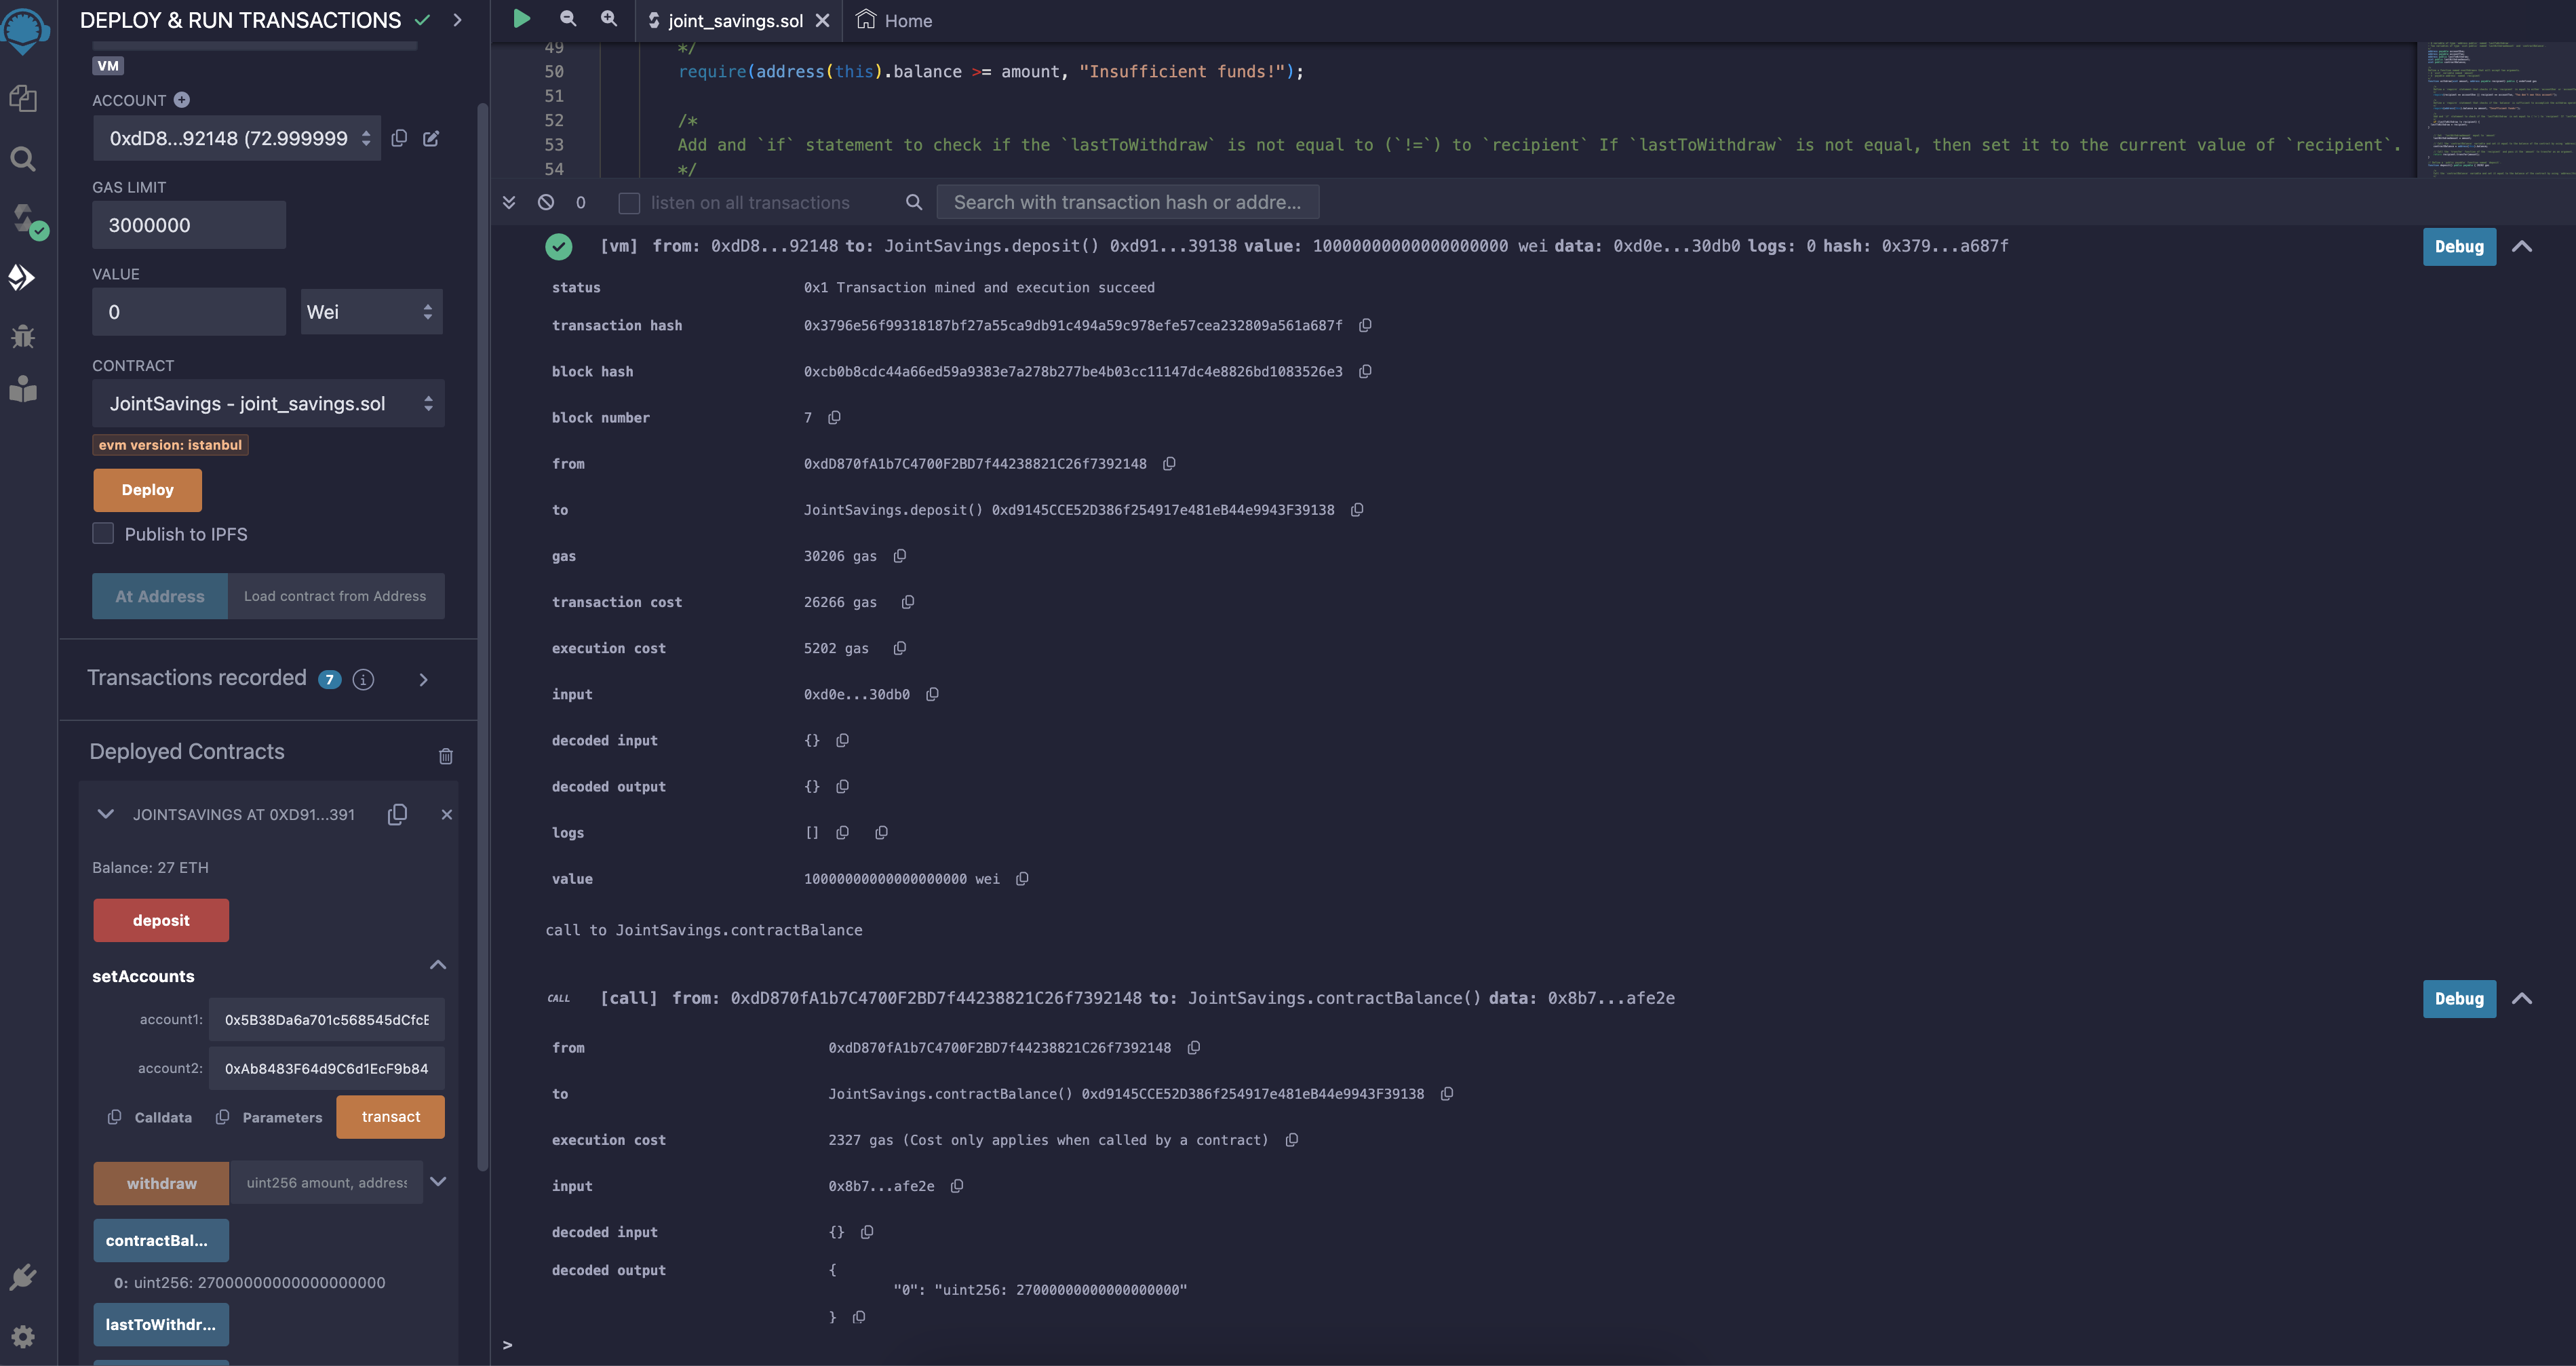 DEPLOY & RUN TRANSACTIONS
VM
ACCOUNT
0xdD8...92148 (72.999999
GAS LIMIT
3000000
VALUE
0
Wei
CONTRACT
JointSavings - joint_savings.sol
evm version: istanbul
Deploy
Publish to IPFS
At Address
Load contract from Address
Transactions recorded 7
Deployed Contracts
JOINTSAVINGS AT 0XD91...391
Balance: 27 ETH
deposit
setAccounts
account1: 0x5B38Da6a701c568545dCfcB
account2: 0xAb8483F64d9C6d1EcF9b84
Calldata
Parameters
transact
withdraw
uint256 amount, address
contractBal...
0: uint256: 27000000000000000000
lastToWithdr...
joint_savings.sol
Home
49 */
50 require(address(this).balance >= amount, "Insufficient funds!");
51
52 /*
53 Add and `if` statement to check if the `lastToWithdraw` is not equal to (`!=`) to `recipient` If `lastToWithdraw` is not equal, then set it to the current value of `recipient`.
54 */
0
listen on all transactions
Search with transaction hash or addre...
[vm] from: 0xdD8...92148 to: JointSavings.deposit() 0xd91...39138 value: 10000000000000000000 wei data: 0xd0e...30db0 logs: 0 hash: 0x379...a687f
Debug
status 0x1 Transaction mined and execution succeed
transaction hash 0x3796e56f99318187bf27a55ca9db91c494a59c978efe57cea232809a561a687f
block hash 0xcb0b8cdc44a66ed59a9383e7a278b277be4b03cc11147dc4e8826bd1083526e3
block number 7
from 0xdD870fA1b7C4700F2BD7f44238821C26f7392148
to JointSavings.deposit() 0xd9145CCE52D386f254917e481eB44e9943F39138
gas 30206 gas
transaction cost 26266 gas
execution cost 5202 gas
input 0xd0e...30db0
decoded input {}
decoded output {}
logs []
value 10000000000000000000 wei
call to JointSavings.contractBalance
CALL [call] from: 0xdD870fA1b7C4700F2BD7f44238821C26f7392148 to: JointSavings.contractBalance() data: 0x8b7...afe2e
Debug
from 0xdD870fA1b7C4700F2BD7f44238821C26f7392148
to JointSavings.contractBalance() 0xd9145CCE52D386f254917e481eB44e9943F39138
execution cost 2327 gas (Cost only applies when called by a contract)
input 0x8b7...afe2e
decoded input {}
decoded output {
"0": "uint256: 27000000000000000000"
}
>